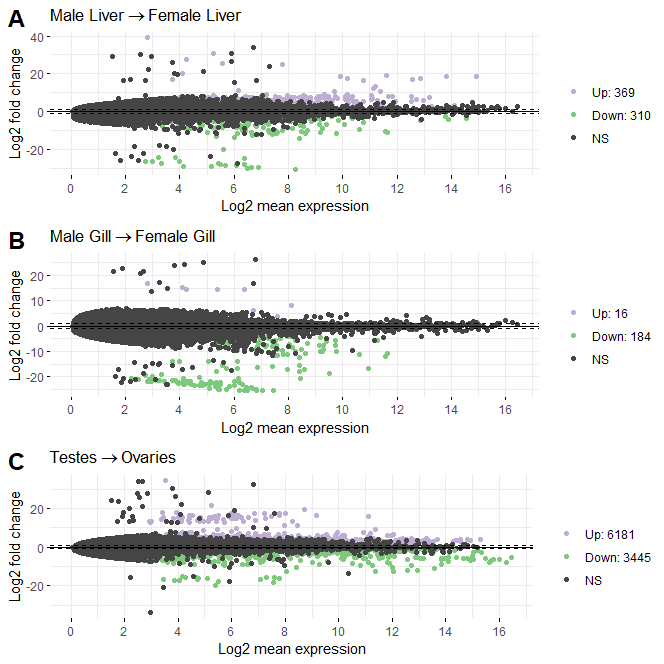 A
Male Liver → Female Liver
Log2 fold change
40
20
0
-20
0 2 4 6 8 10 12 14 16
Log2 mean expression
Up: 369
Down: 310
NS
B
Male Gill → Female Gill
Log2 fold change
20
10
0
-10
-20
0 2 4 6 8 10 12 14 16
Log2 mean expression
Up: 16
Down: 184
NS
C
Testes → Ovaries
Log2 fold change
20
0
-20
0 2 4 6 8 10 12 14 16
Log2 mean expression
Up: 6181
Down: 3445
NS